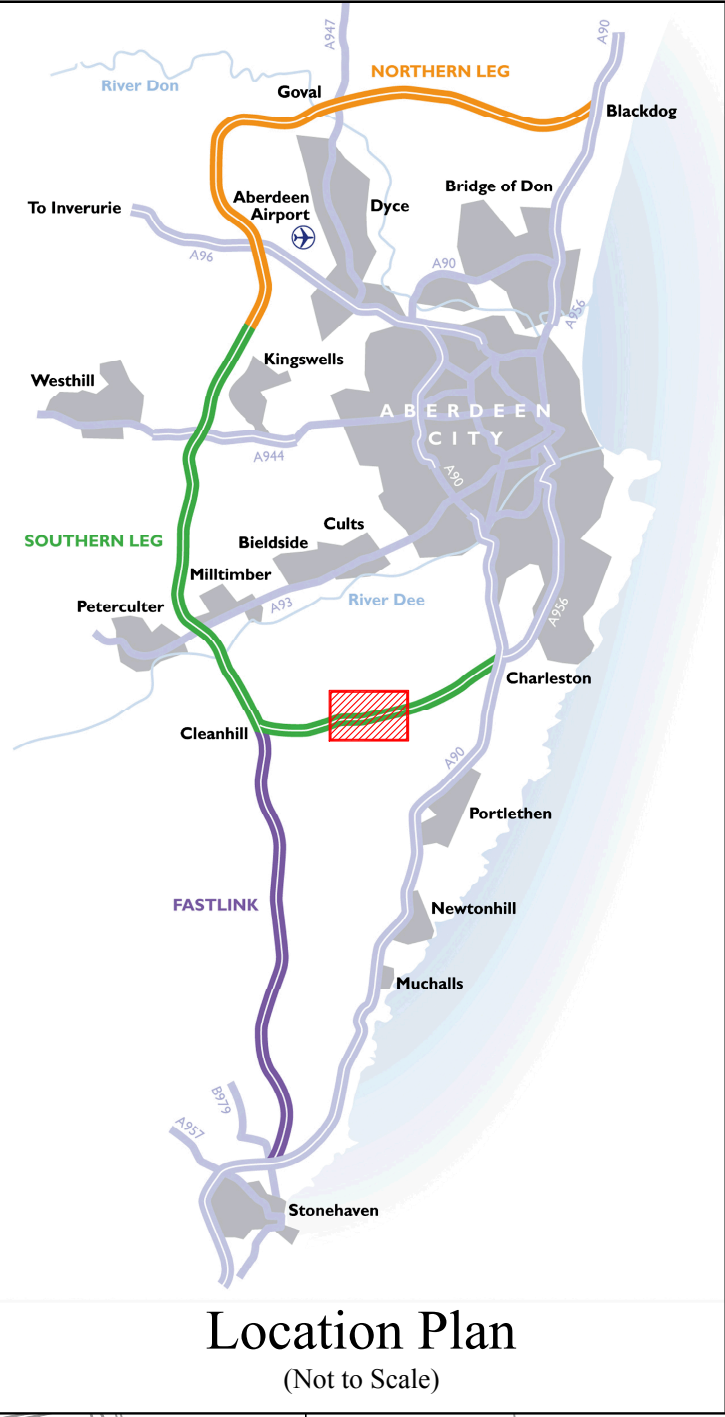 A947
A90
NORTHERN LEG
River Don
Goval
Blackdog
Bridge of Don
Aberdeen
Airport
To Inverurie
Dyce
A96
A90
A956
Kingswells
Westhill
ABERDEEN
CITY
A944
A90
Cults
SOUTHERN LEG
Bieldside
Milltimber
Peterculter
A93
River Dee
A956
Charleston
Cleanhill
A90
Portlethen
FASTLINK
Newtonhill
Muchalls
B979
A957
Stonehaven
Location Plan
(Not to Scale)